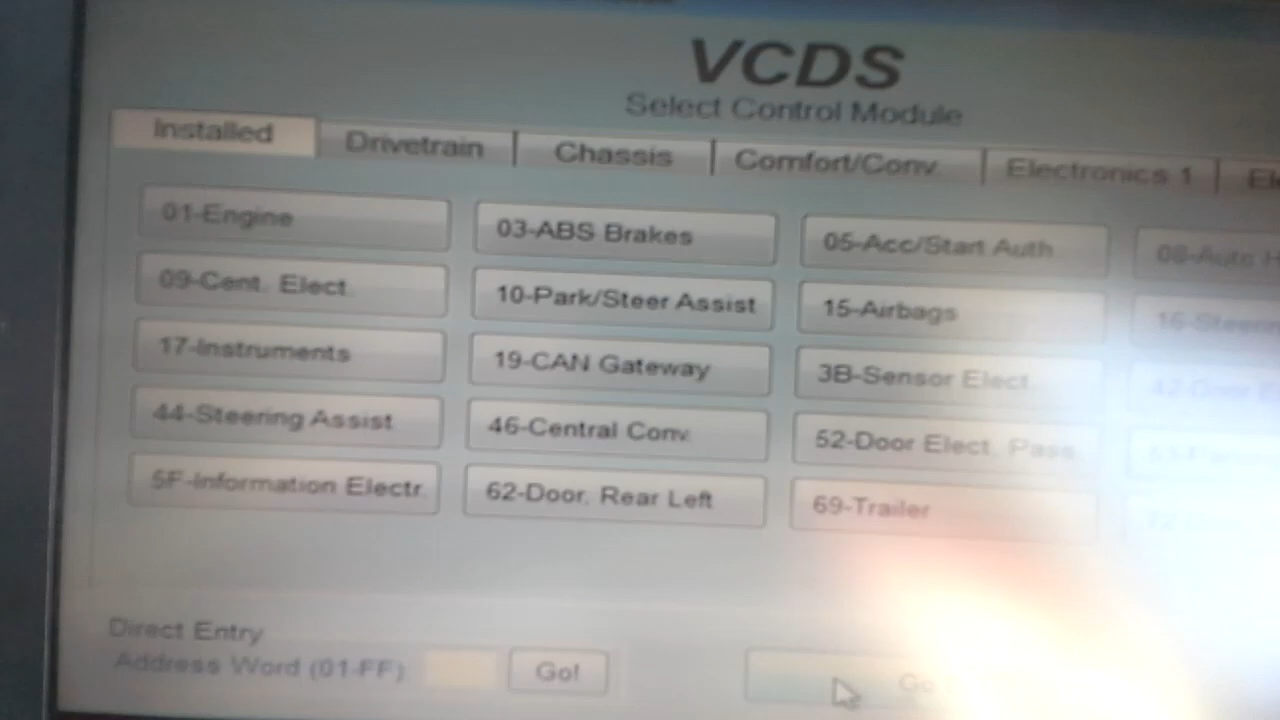 VCDS
Select Control Module
Installed Drivetrain Chassis Comfort/Conv. Electronics 1
01-Engine 03-ABS Brakes 05-Acc/Start Auth.
09-Cent. Elect. 10-Park/Steer Assist 15-Airbags
17-Instruments 19-CAN Gateway 3B-Sensor Elect.
44-Steering Assist 46-Central Conv. 52-Door Elect. Pass.
5F-Information Electr. 62-Door, Rear Left 69-Trailer
Direct Entry
Address Word (01-FF) Go!